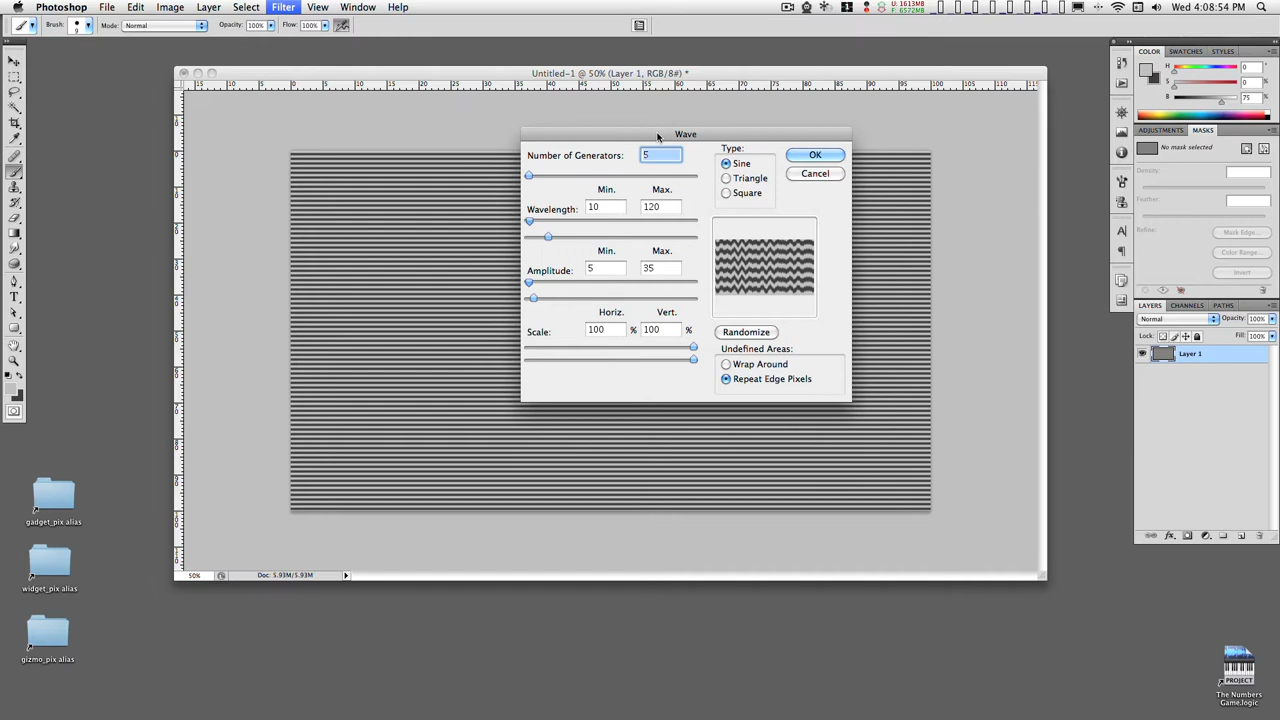 Photoshop File Edit Image Layer Select Filter View Window Help
1 U: 1613MB F: 6572MB Wed 4:08:54 PM
Brush: 9 Mode: Normal Opacity: 100% Flow: 100%
Untitled-1 @ 50% (Layer 1, RGB/8#) *
Wave
Number of Generators: 5
Min. Max.
Wavelength: 10 120
Min. Max.
Amplitude: 5 35
Horiz. Vert.
Scale: 100 % 100 %
Type:
Sine
Triangle
Square
OK
Cancel
Randomize
Undefined Areas:
Wrap Around
Repeat Edge Pixels
50% Doc: 5.93M/5.93M
COLOR SWATCHES STYLES
H 0 °
S 0 %
B 75 %
ADJUSTMENTS MASKS
No mask selected
Density:
Feather:
Refine: Mask Edge...
Color Range...
Invert
LAYERS CHANNELS PATHS
Normal Opacity: 100%
Lock: Fill: 100%
Layer 1
gadget_pix alias
widget_pix alias
gizmo_pix alias
PROJECT
The Numbers
Game.logic